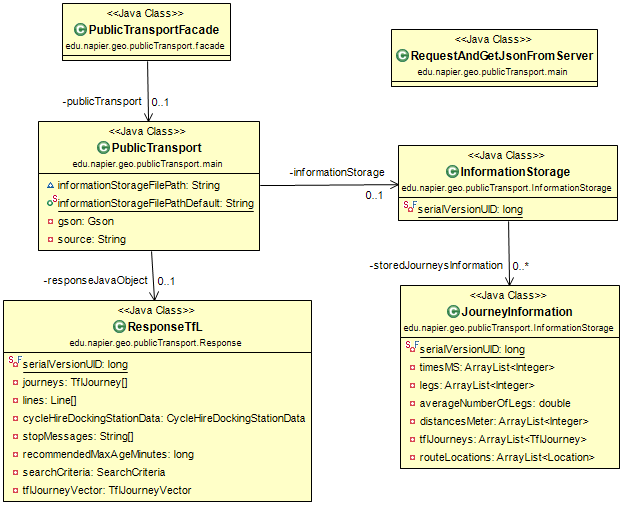 <<Java Class>>
PublicTransportFacade
edu.napier.geo.publicTransport.facade
<<Java Class>>
RequestAndGetJsonFromServer
edu.napier.geo.publicTransport.main
-publicTransport
0..1
<<Java Class>>
PublicTransport
edu.napier.geo.publicTransport.main
informationStorageFilePath: String
S informationStorageFilePathDefault: String
gson: Gson
source: String
-informationStorage
0..1
<<Java Class>>
InformationStorage
edu.napier.geo.publicTransport.InformationStorage
S F serialVersionUID: long
-responseJavaObject
0..1
-storedJourneysInformation
0..*
<<Java Class>>
ResponseTfL
edu.napier.geo.publicTransport.Response
S F serialVersionUID: long
journeys: TflJourney[]
lines: Line[]
cycleHireDockingStationData: CycleHireDockingStationData
stopMessages: String[]
recommendedMaxAgeMinutes: long
searchCriteria: SearchCriteria
tflJourneyVector: TflJourneyVector
<<Java Class>>
JourneyInformation
edu.napier.geo.publicTransport.InformationStorage
S F serialVersionUID: long
timesMS: ArrayList<Integer>
legs: ArrayList<Integer>
averageNumberOfLegs: double
distancesMeter: ArrayList<Integer>
tflJourneys: ArrayList<TflJourney>
routeLocations: ArrayList<Location>